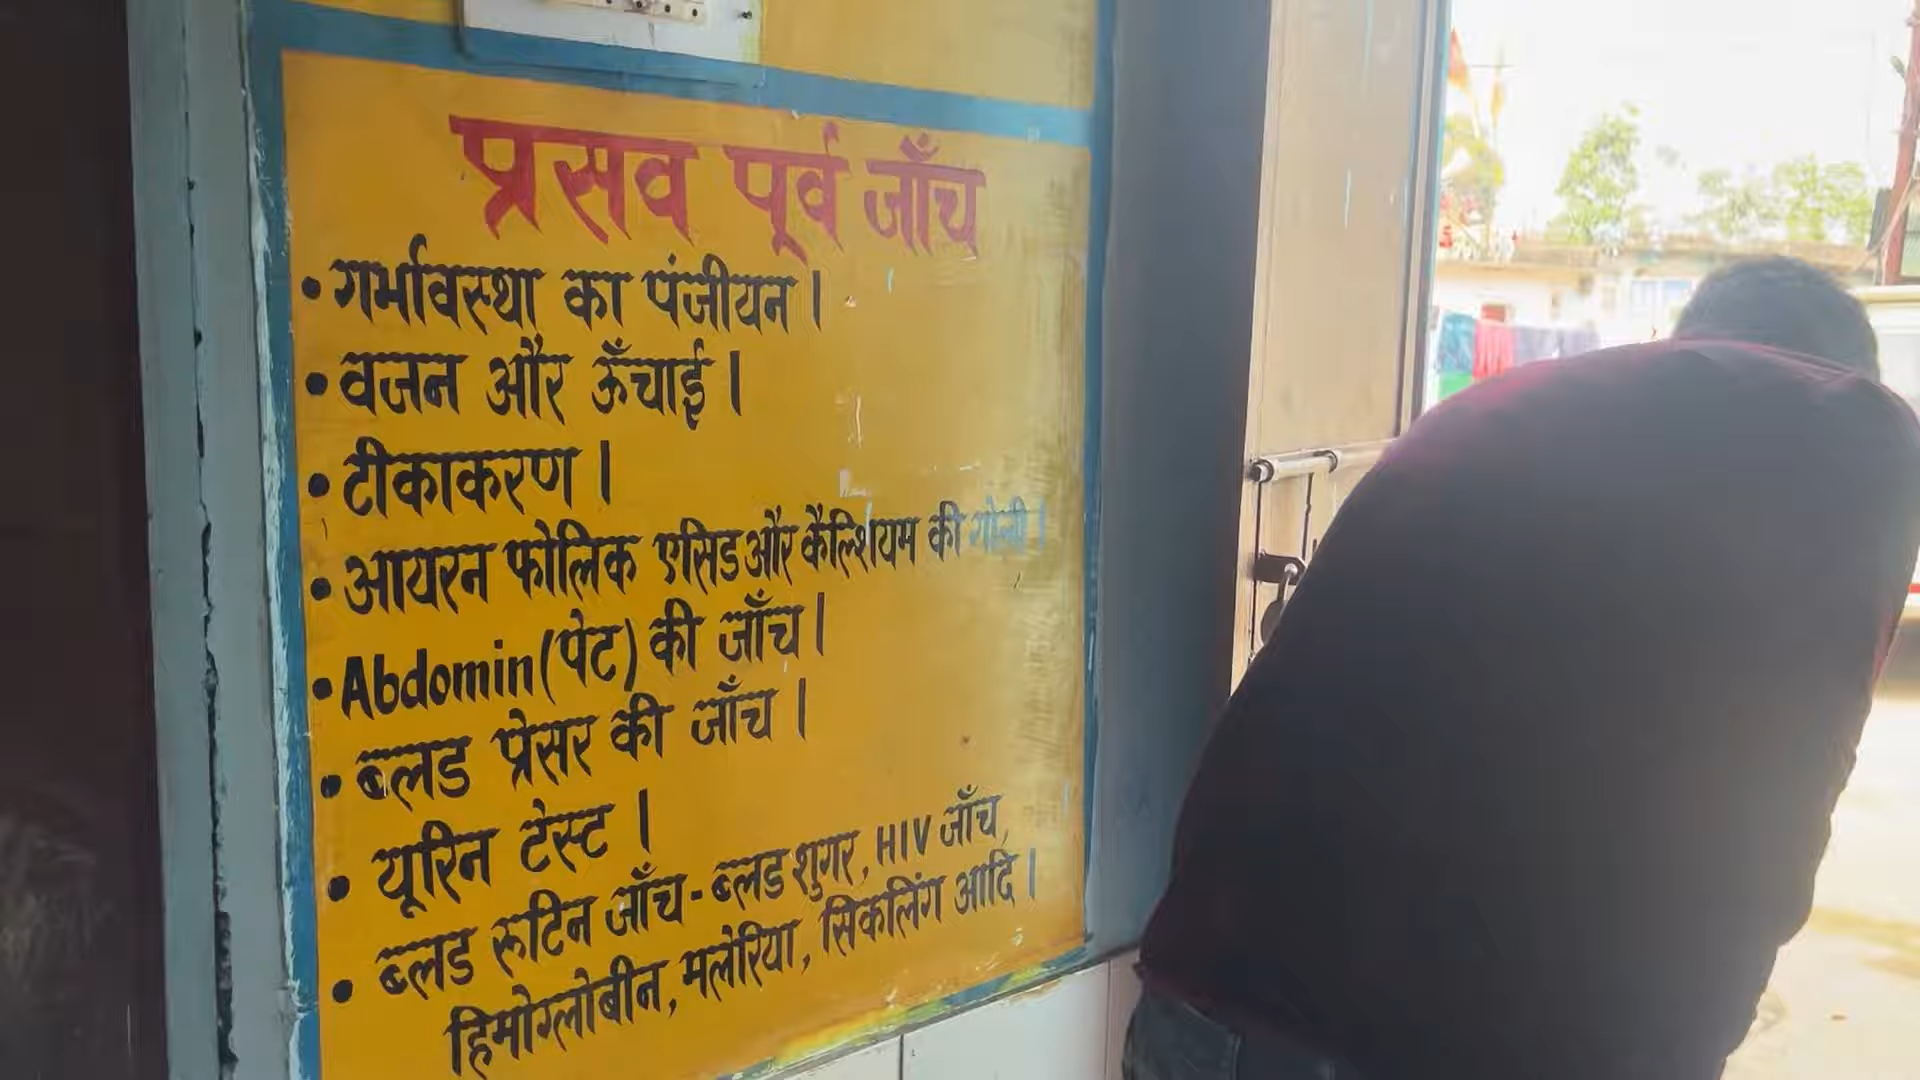 प्रसव पूर्व जाँच
• गर्भावस्था का पंजीयन।
• वजन और ऊँचाई।
• टीकाकरण।
• आयरन फोलिक एसिड और कैल्शियम की गोली।
• Abdomin (पेट) की जाँच।
• ब्लड प्रेसर की जाँच।
• यूरिन टेस्ट।
• ब्लड रूटिन जाँच - ब्लड शुगर, HIV जाँच,
हिमोग्लोबीन, मलेरिया, सिकलिंग आदि।